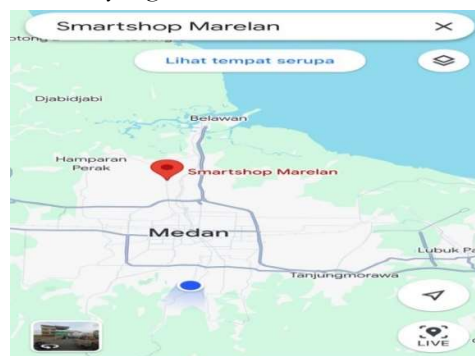 Smartshop Marelan
Lihat tempat serupa
Djabidjabi
Belawan
Hamparan
Perak
Smartshop Marelan
Medan
Lubuk Pa
Tanjungmorawa
LIVE